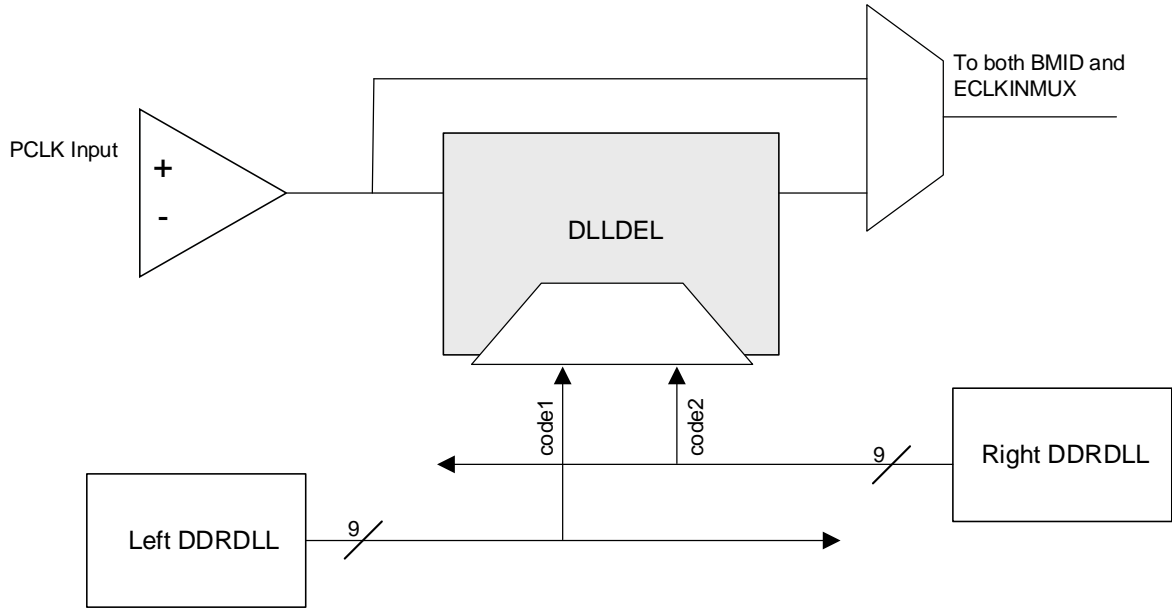 To both BMID and
ECLKINMUX
PCLK Input
+
-
DLLDEL
code1
code2
9
Right DDRDLL
9
Left DDRDLL